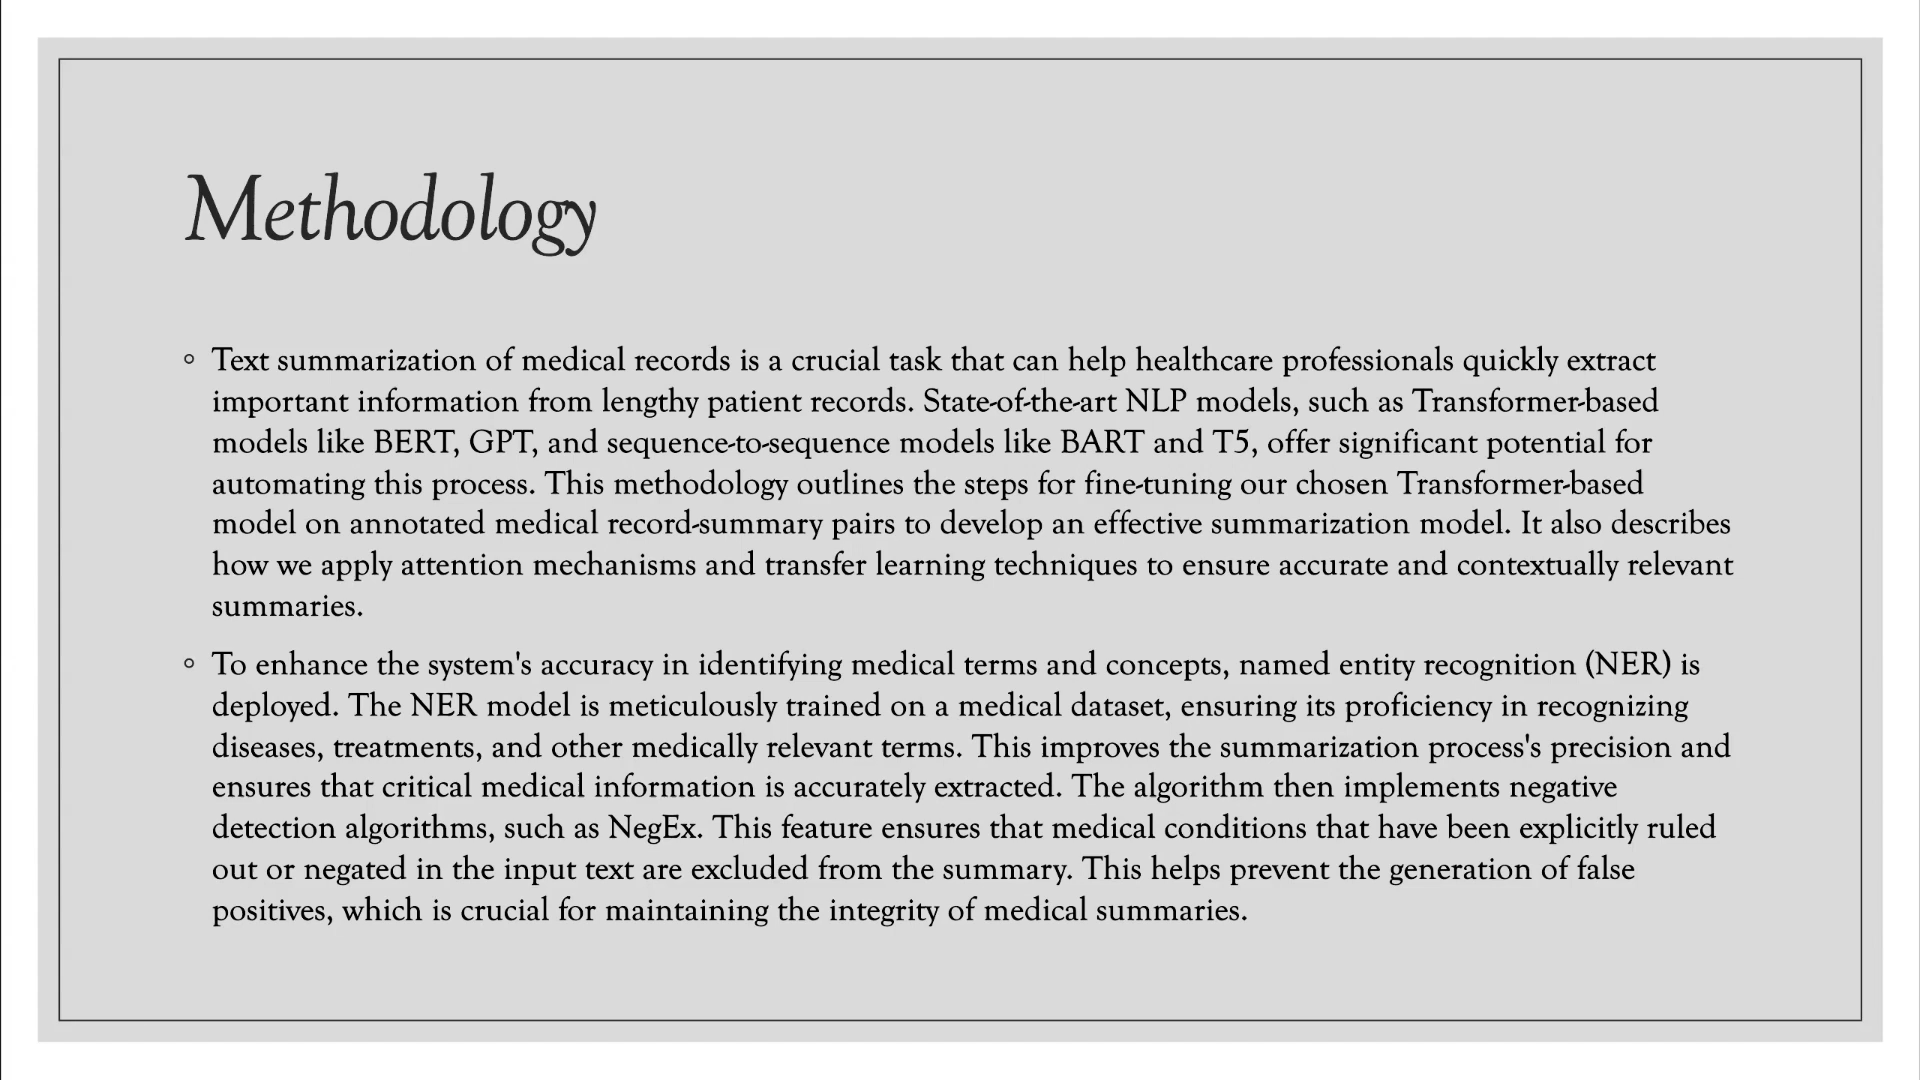 Methodology
◦ Text summarization of medical records is a crucial task that can help healthcare professionals quickly extract
important information from lengthy patient records. State-of-the-art NLP models, such as Transformer-based
models like BERT, GPT, and sequence-to-sequence models like BART and T5, offer significant potential for
automating this process. This methodology outlines the steps for fine-tuning our chosen Transformer-based
model on annotated medical record-summary pairs to develop an effective summarization model. It also describes
how we apply attention mechanisms and transfer learning techniques to ensure accurate and contextually relevant
summaries.
◦ To enhance the system's accuracy in identifying medical terms and concepts, named entity recognition (NER) is
deployed. The NER model is meticulously trained on a medical dataset, ensuring its proficiency in recognizing
diseases, treatments, and other medically relevant terms. This improves the summarization process's precision and
ensures that critical medical information is accurately extracted. The algorithm then implements negative
detection algorithms, such as NegEx. This feature ensures that medical conditions that have been explicitly ruled
out or negated in the input text are excluded from the summary. This helps prevent the generation of false
positives, which is crucial for maintaining the integrity of medical summaries.